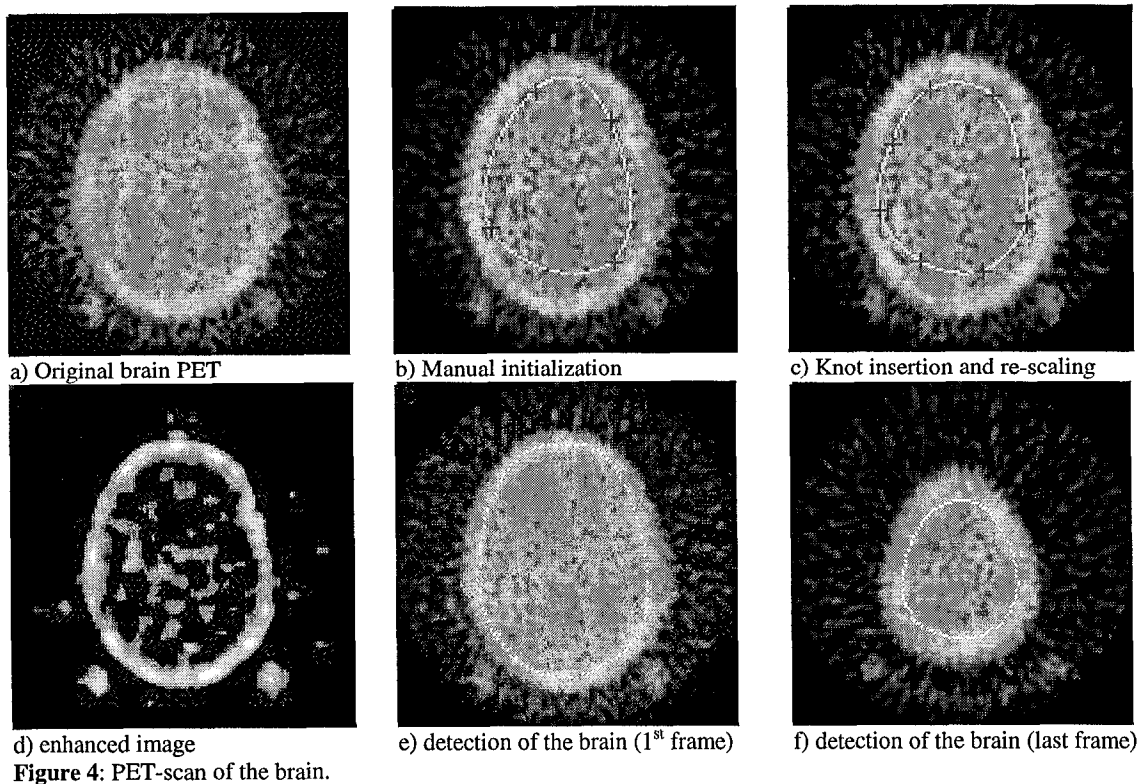 a) Original brain PET
b) Manual initialization
c) Knot insertion and re-scaling
d) enhanced image
e) detection of the brain (1st frame)
f) detection of the brain (last frame)
Figure 4: PET-scan of the brain.